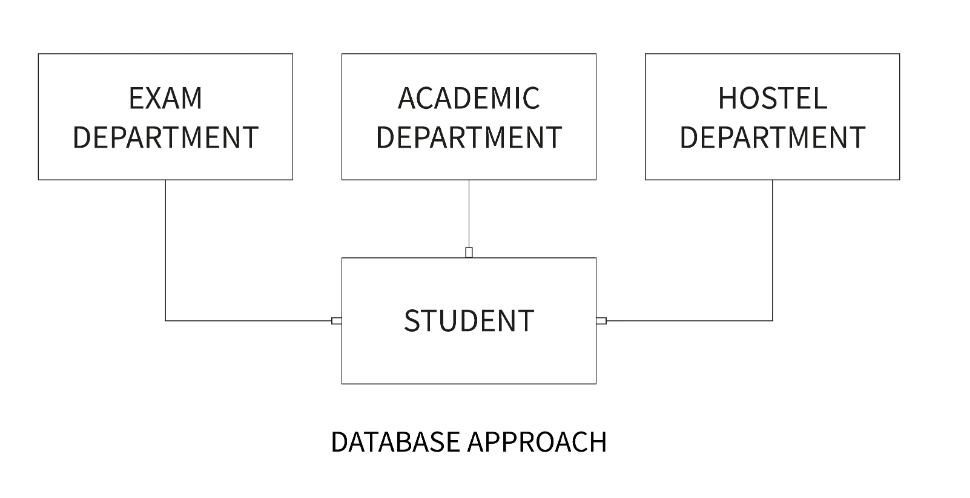 EXAM
DEPARTMENT
ACADEMIC
DEPARTMENT
HOSTEL
DEPARTMENT
STUDENT
DATABASE APPROACH